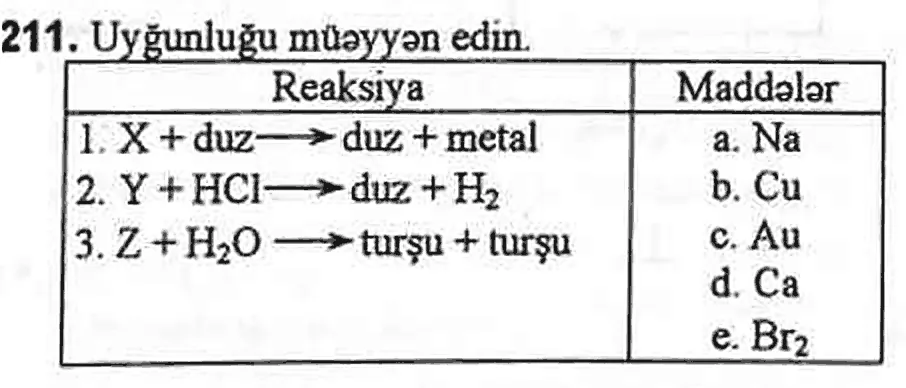 211. Uyğunluğu müəyyən edin.
Reaksiya Maddələr
1. X + duz ⟶ duz + metal a. Na
2. Y + HCl ⟶ duz + H₂ b. Cu
3. Z + H₂O ⟶ turşu + turşu c. Au
d. Ca
e. Br₂